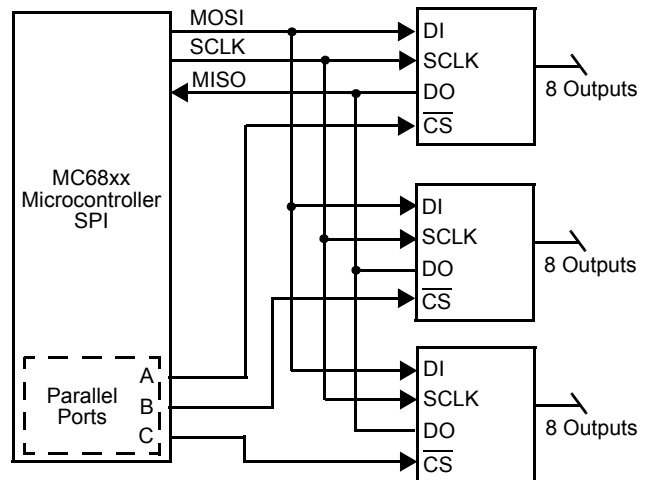 MOSI
SCLK
MISO
MC68xx
Microcontroller
SPI
Parallel
Ports
A
B
C
DI
SCLK
DO
CS
8 Outputs
DI
SCLK
DO
CS
8 Outputs
DI
SCLK
DO
CS
8 Outputs